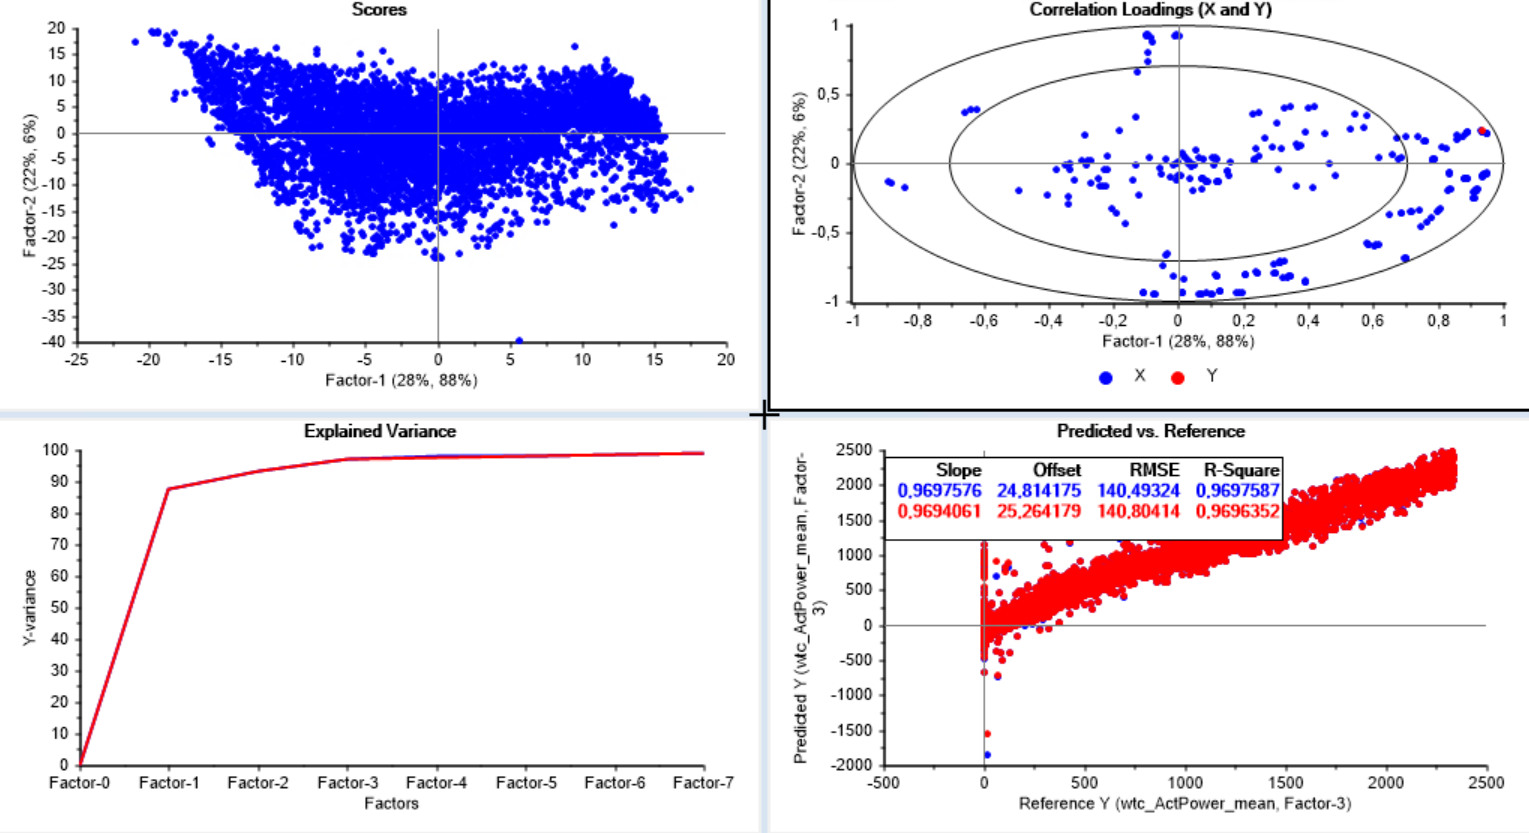 Scores
20
15
10
5
0
-5
-10
-15
-20
-25
-30
-35
-40
-25
-20
-15
-10
-5
0
5
10
15
20
Factor-2 (22%, 6%)
Factor-1 (28%, 88%)
Correlation Loadings (X and Y)
1
0,5
0
-0,5
-1
-1
-0,8
-0,6
-0,4
-0,2
0
0,2
0,4
0,6
0,8
1
Factor-2 (22%, 6%)
Factor-1 (28%, 88%)
X
Y
Explained Variance
100
90
80
70
60
50
40
30
20
10
0
Factor-0
Factor-1
Factor-2
Factor-3
Factor-4
Factor-5
Factor-6
Factor-7
Y-variance
Factors
Predicted vs. Reference
Slope Offset RMSE R-Square
0,9697576 24,814175 140,49324 0,9697587
0,9694061 25,264179 140,80414 0,9696352
2500
2000
1500
1000
500
0
-500
-1000
-1500
-2000
-500
0
500
1000
1500
2000
2500
Predicted Y (wtc_ActPower_mean, Factor-
3)
Reference Y (wtc_ActPower_mean, Factor-3)